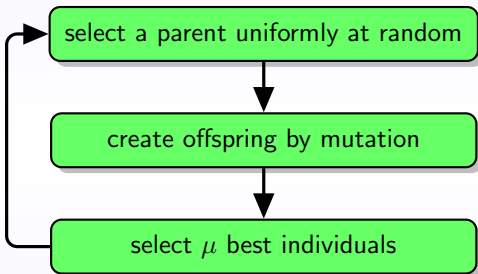 select a parent uniformly at random
create offspring by mutation
select μ best individuals